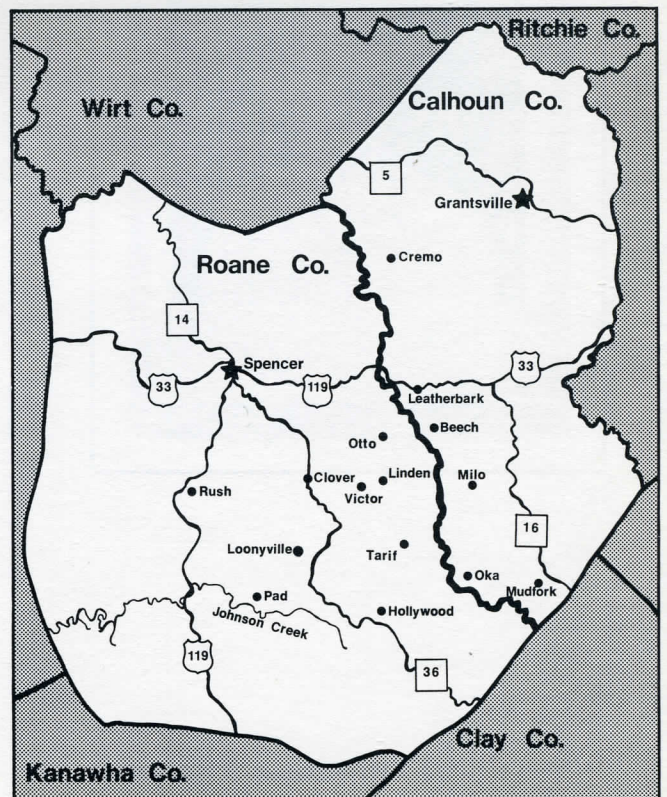 Ritchie Co.
Wirt Co.
Calhoun Co.
5
Grantsville
Cremo
Roane Co.
14
Spencer
33
119
33
Leatherbark
Beech
Otto
Clover
Linden
Victor
Milo
Rush
16
Loonyville
Tarif
Oka
Mudfork
Pad
Hollywood
Johnson Creek
119
36
Clay Co.
Kanawha Co.